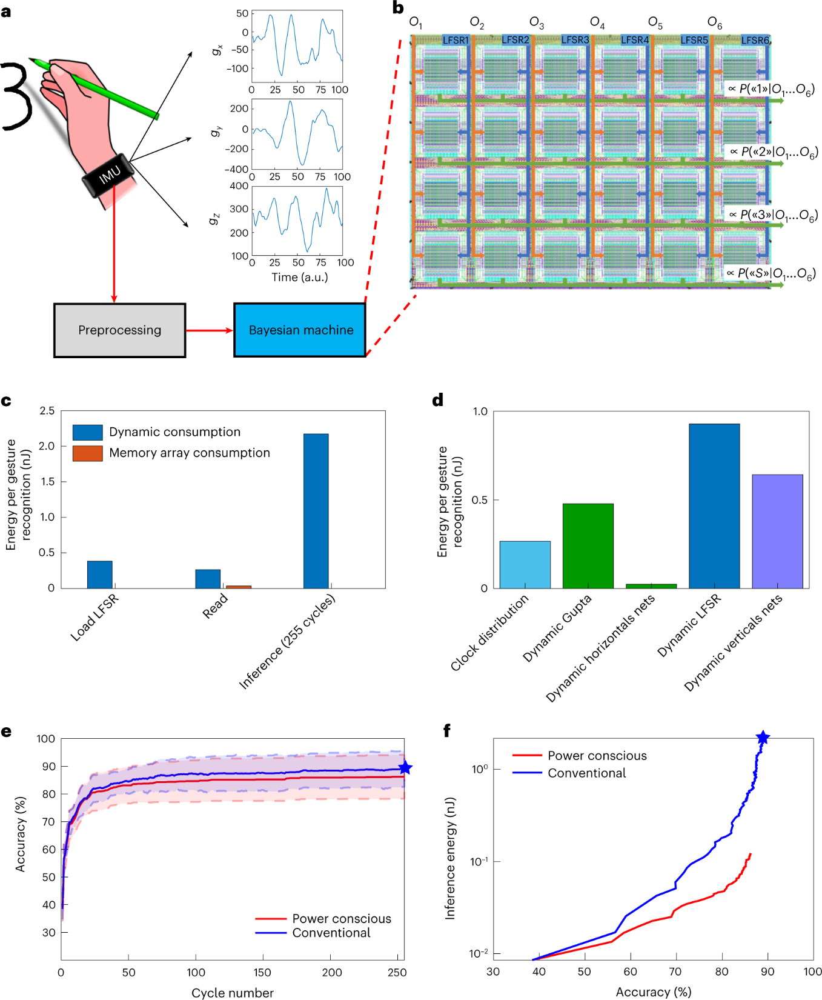 a
50
0
−50
−100
g_x
0 25 50 75 100
200
0
−200
−400
g_y
0 25 50 75 100
400
300
200
100
g_Z
0 25 50 75 100
Time (a.u.)
3
IMU
Preprocessing
Bayesian machine
b
O1 O2 O3 O4 O5 O6
LFSR1 LFSR2 LFSR3 LFSR4 LFSR5 LFSR6
∝ P(«1»|O1...O6)
∝ P(«2»|O1...O6)
∝ P(«3»|O1...O6)
∝ P(«S»|O1...O6)
c
Energy per gesture
recognition (nJ)
2.5
2.0
1.5
1.0
0.5
0
Dynamic consumption
Memory array consumption
Load LFSR
Read
Inference (255 cycles)
d
Energy per gesture
recognition (nJ)
1.0
0.5
0
Clock distribution
Dynamic Gupta
Dynamic horizontals nets
Dynamic LFSR
Dynamic verticals nets
e
Accuracy (%)
100
90
80
70
60
50
40
30
Power conscious
Conventional
0 50 100 150 200 250
Cycle number
f
Inference energy (nJ)
10⁰
10⁻¹
10⁻²
Power conscious
Conventional
30 40 50 60 70 80 90 100
Accuracy (%)